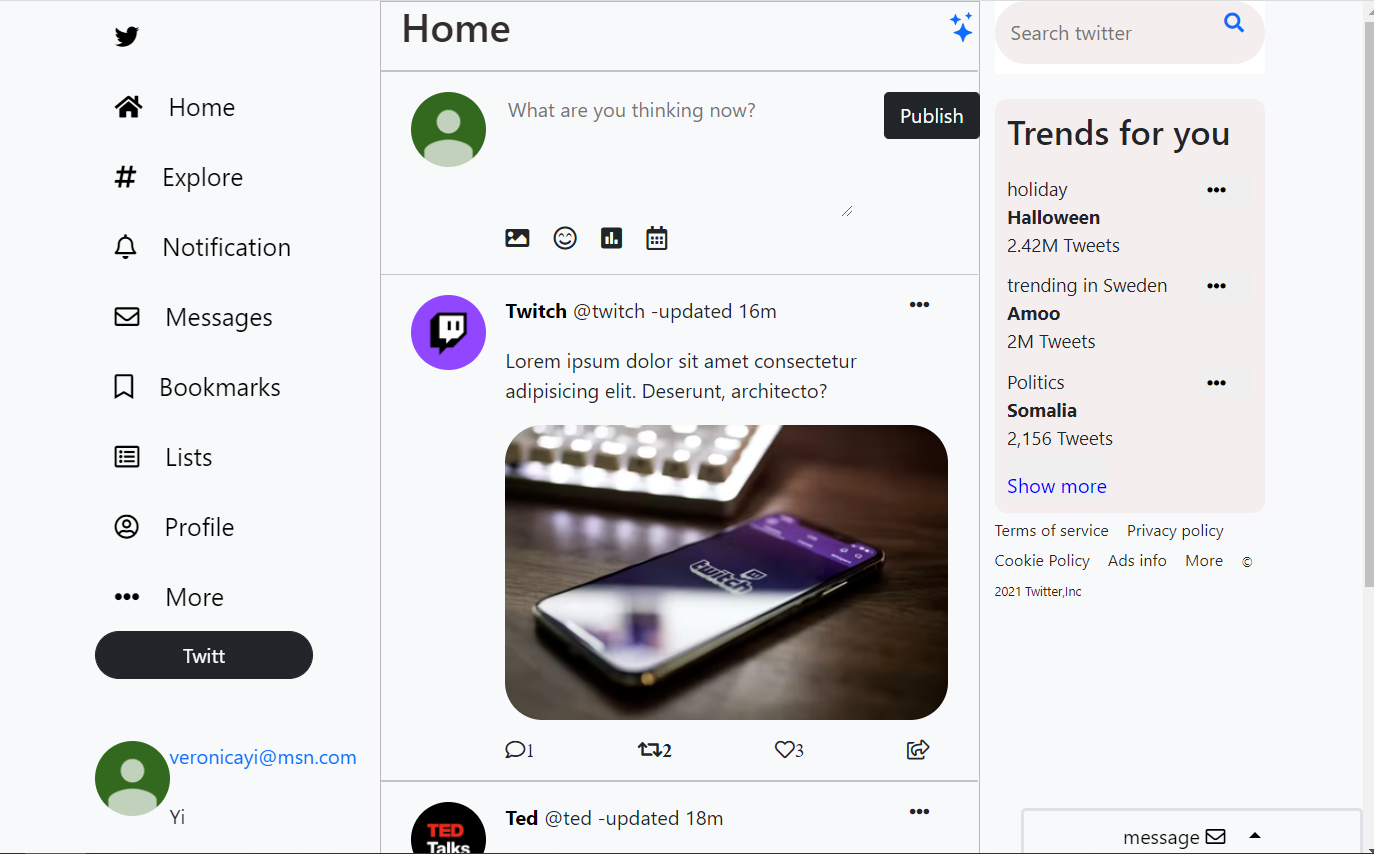 Home
Explore
Notification
Messages
Bookmarks
Lists
Profile
More
Twitt
veronicayi@msn.com
Yi
Home
What are you thinking now?
Publish
Twitch @twitch -updated 16m
Lorem ipsum dolor sit amet consectetur
adipisicing elit. Deserunt, architecto?
twitch
1
2
3
Ted @ted -updated 18m
TED
Talks
Search twitter
Trends for you
holiday
Halloween
2.42M Tweets
trending in Sweden
Amoo
2M Tweets
Politics
Somalia
2,156 Tweets
Show more
Terms of service Privacy policy
Cookie Policy Ads info More ©
2021 Twitter,Inc
message